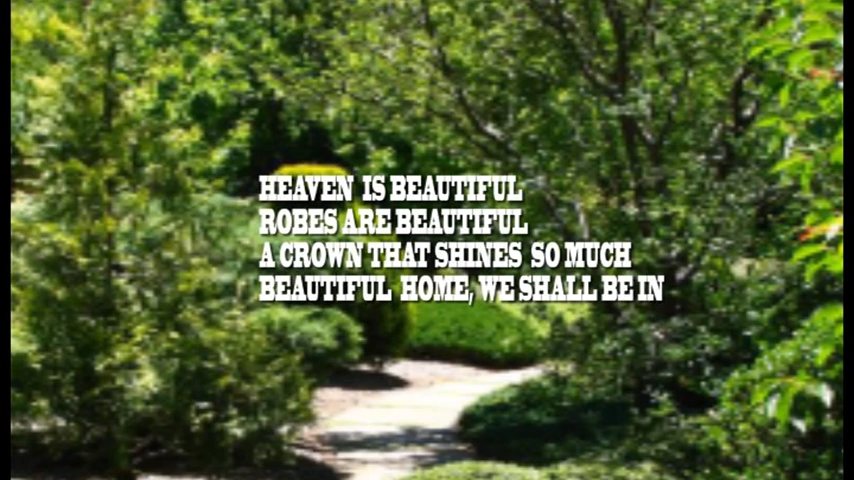 HEAVEN IS BEAUTIFUL
ROBES ARE BEAUTIFUL
A CROWN THAT SHINES SO MUCH
BEAUTIFUL HOME, WE SHALL BE IN